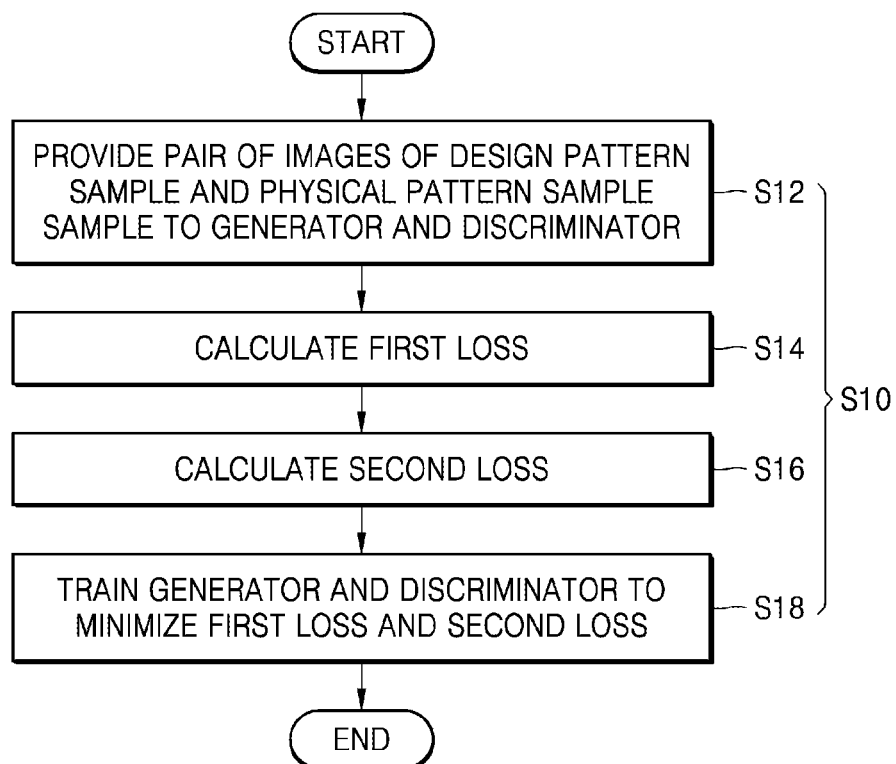 START
PROVIDE PAIR OF IMAGES OF DESIGN PATTERN
SAMPLE AND PHYSICAL PATTERN SAMPLE
SAMPLE TO GENERATOR AND DISCRIMINATOR
S12
CALCULATE FIRST LOSS
S14
S10
CALCULATE SECOND LOSS
S16
TRAIN GENERATOR AND DISCRIMINATOR TO
MINIMIZE FIRST LOSS AND SECOND LOSS
S18
END